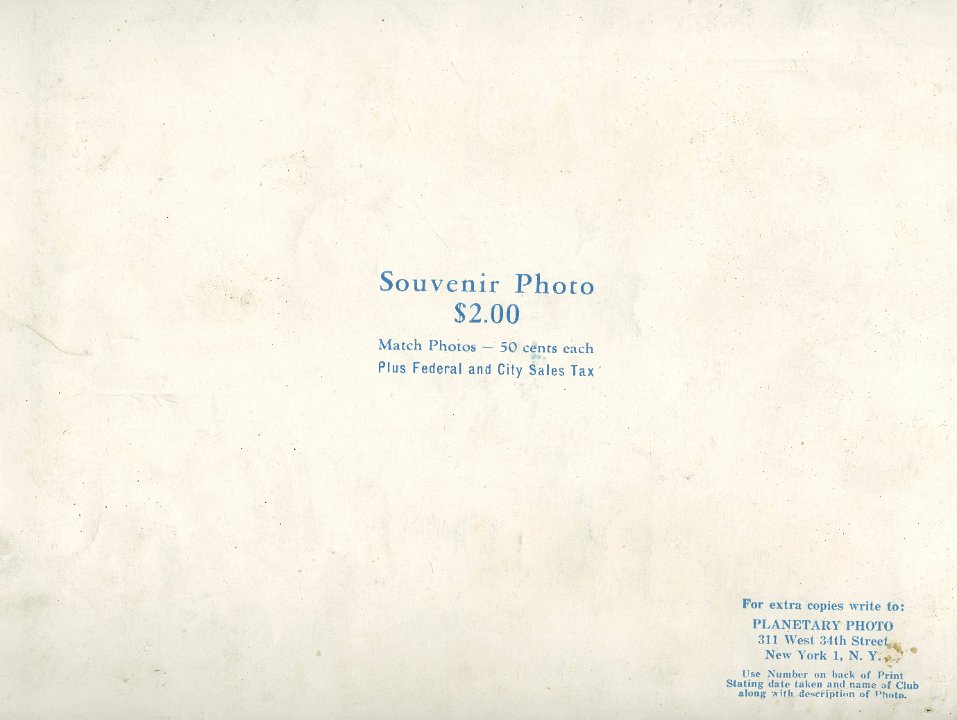 Souvenir Photo
$2.00
Match Photos — 50 cents each
Plus Federal and City Sales Tax
For extra copies write to:
PLANETARY PHOTO
311 West 34th Street
New York 1, N. Y.
Use Number on back of Print
Stating date taken and name of Club
along with description of Photo.